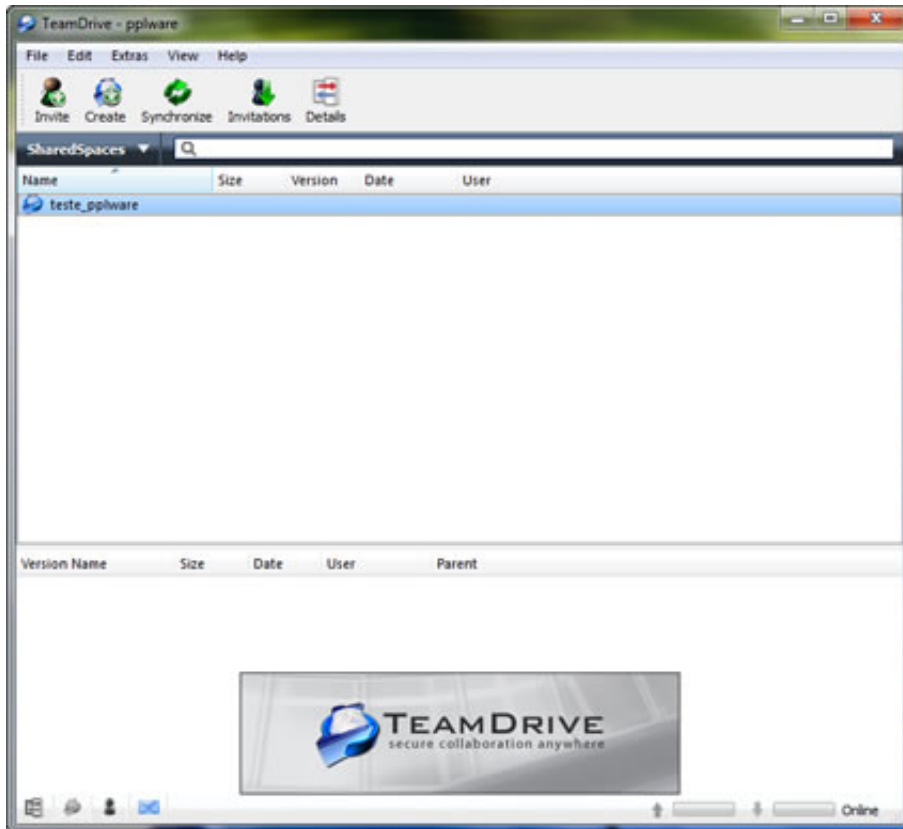 TeamDrive - pplware
File Edit Extras View Help
Invite Create Synchronize Invitations Details
SharedSpaces
Name Size Version Date User
teste_pplware
Version Name Size Date User Parent
TEAMDRIVE
secure collaboration anywhere
Online